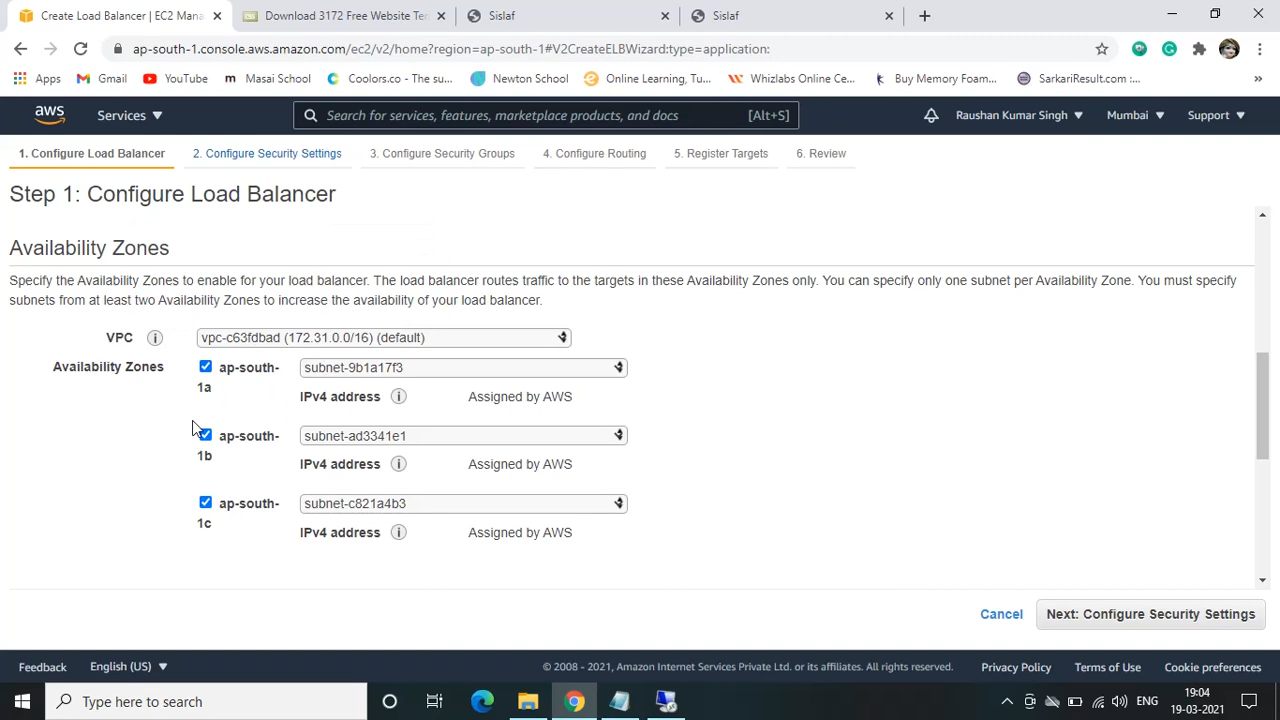 Create Load Balancer | EC2 Mana
Download 3172 Free Website Ter
Sislaf
Sislaf
ap-south-1.console.aws.amazon.com/ec2/v2/home?region=ap-south-1#V2CreateELBWizard:type=application:
Apps
Gmail
YouTube
Masai School
Coolors.co - The su...
Newton School
Online Learning, Tu...
Whizlabs Online Ce...
Buy Memory Foam...
SarkariResult.com :...
aws
Services
Search for services, features, marketplace products, and docs
[Alt+S]
Raushan Kumar Singh
Mumbai
Support
1. Configure Load Balancer
2. Configure Security Settings
3. Configure Security Groups
4. Configure Routing
5. Register Targets
6. Review
Step 1: Configure Load Balancer
Availability Zones
Specify the Availability Zones to enable for your load balancer. The load balancer routes traffic to the targets in these Availability Zones only. You can specify only one subnet per Availability Zone. You must specify
subnets from at least two Availability Zones to increase the availability of your load balancer.
VPC
vpc-c63fdbad (172.31.0.0/16) (default)
Availability Zones
ap-south-
1a
subnet-9b1a17f3
IPv4 address
Assigned by AWS
ap-south-
1b
subnet-ad3341e1
IPv4 address
Assigned by AWS
ap-south-
1c
subnet-c821a4b3
IPv4 address
Assigned by AWS
Cancel
Next: Configure Security Settings
Feedback
English (US)
© 2008 - 2021, Amazon Internet Services Private Ltd. or its affiliates. All rights reserved.
Privacy Policy
Terms of Use
Cookie preferences
Type here to search
ENG
19:04
19-03-2021